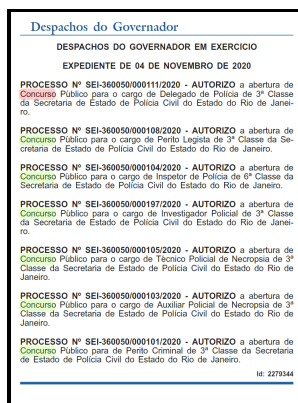 Despachos do Governador
DESPACHOS DO GOVERNADOR EM EXERCICIO
EXPEDIENTE DE 04 DE NOVEMBRO DE 2020
PROCESSO Nº SEI-360050/000111/2020 - AUTORIZO a abertura de
Concurso Público para o cargo de Delegado de Polícia de 3ª Classe
da Secretaria de Estado de Polícia Civil do Estado do Rio de Janei-
ro.
PROCESSO Nº SEI-360050/000108/2020 - AUTORIZO a abertura de
Concurso Público para o cargo de Perito Legista de 3ª Classe da Se-
cretaria de Estado de Polícia Civil do Estado do Rio de Janeiro.
PROCESSO Nº SEI-360050/000104/2020 - AUTORIZO a abertura de
Concurso Público para o cargo de Inspetor de Polícia de 6ª Classe da
Secretaria de Estado de Polícia Civil do Estado do Rio de Janeiro.
PROCESSO Nº SEI-360050/000197/2020 - AUTORIZO a abertura de
Concurso Público para o cargo de Investigador Policial de 3ª Classe
da Secretaria de Estado de Polícia Civil do Estado do Rio de Janei-
ro.
PROCESSO Nº SEI-360050/000105/2020 - AUTORIZO a abertura de
Concurso Público para o cargo de Técnico Policial de Necropsia de 3ª
Classe da Secretaria de Estado de Polícia Civil do Estado do Rio de
Janeiro.
PROCESSO Nº SEI-360050/000103/2020 - AUTORIZO a abertura de
Concurso Público para o cargo de Auxiliar Policial de Necropsia de 3ª
Classe da Secretaria de Estado de Polícia Civil do Estado do Rio de
Janeiro.
PROCESSO Nº SEI-360050/000101/2020 - AUTORIZO a abertura de
Concurso Público para de Perito Criminal de 3ª Classe da Secretaria
de Estado de Polícia Civil do Estado do Rio de Janeiro.
Id: 2279344